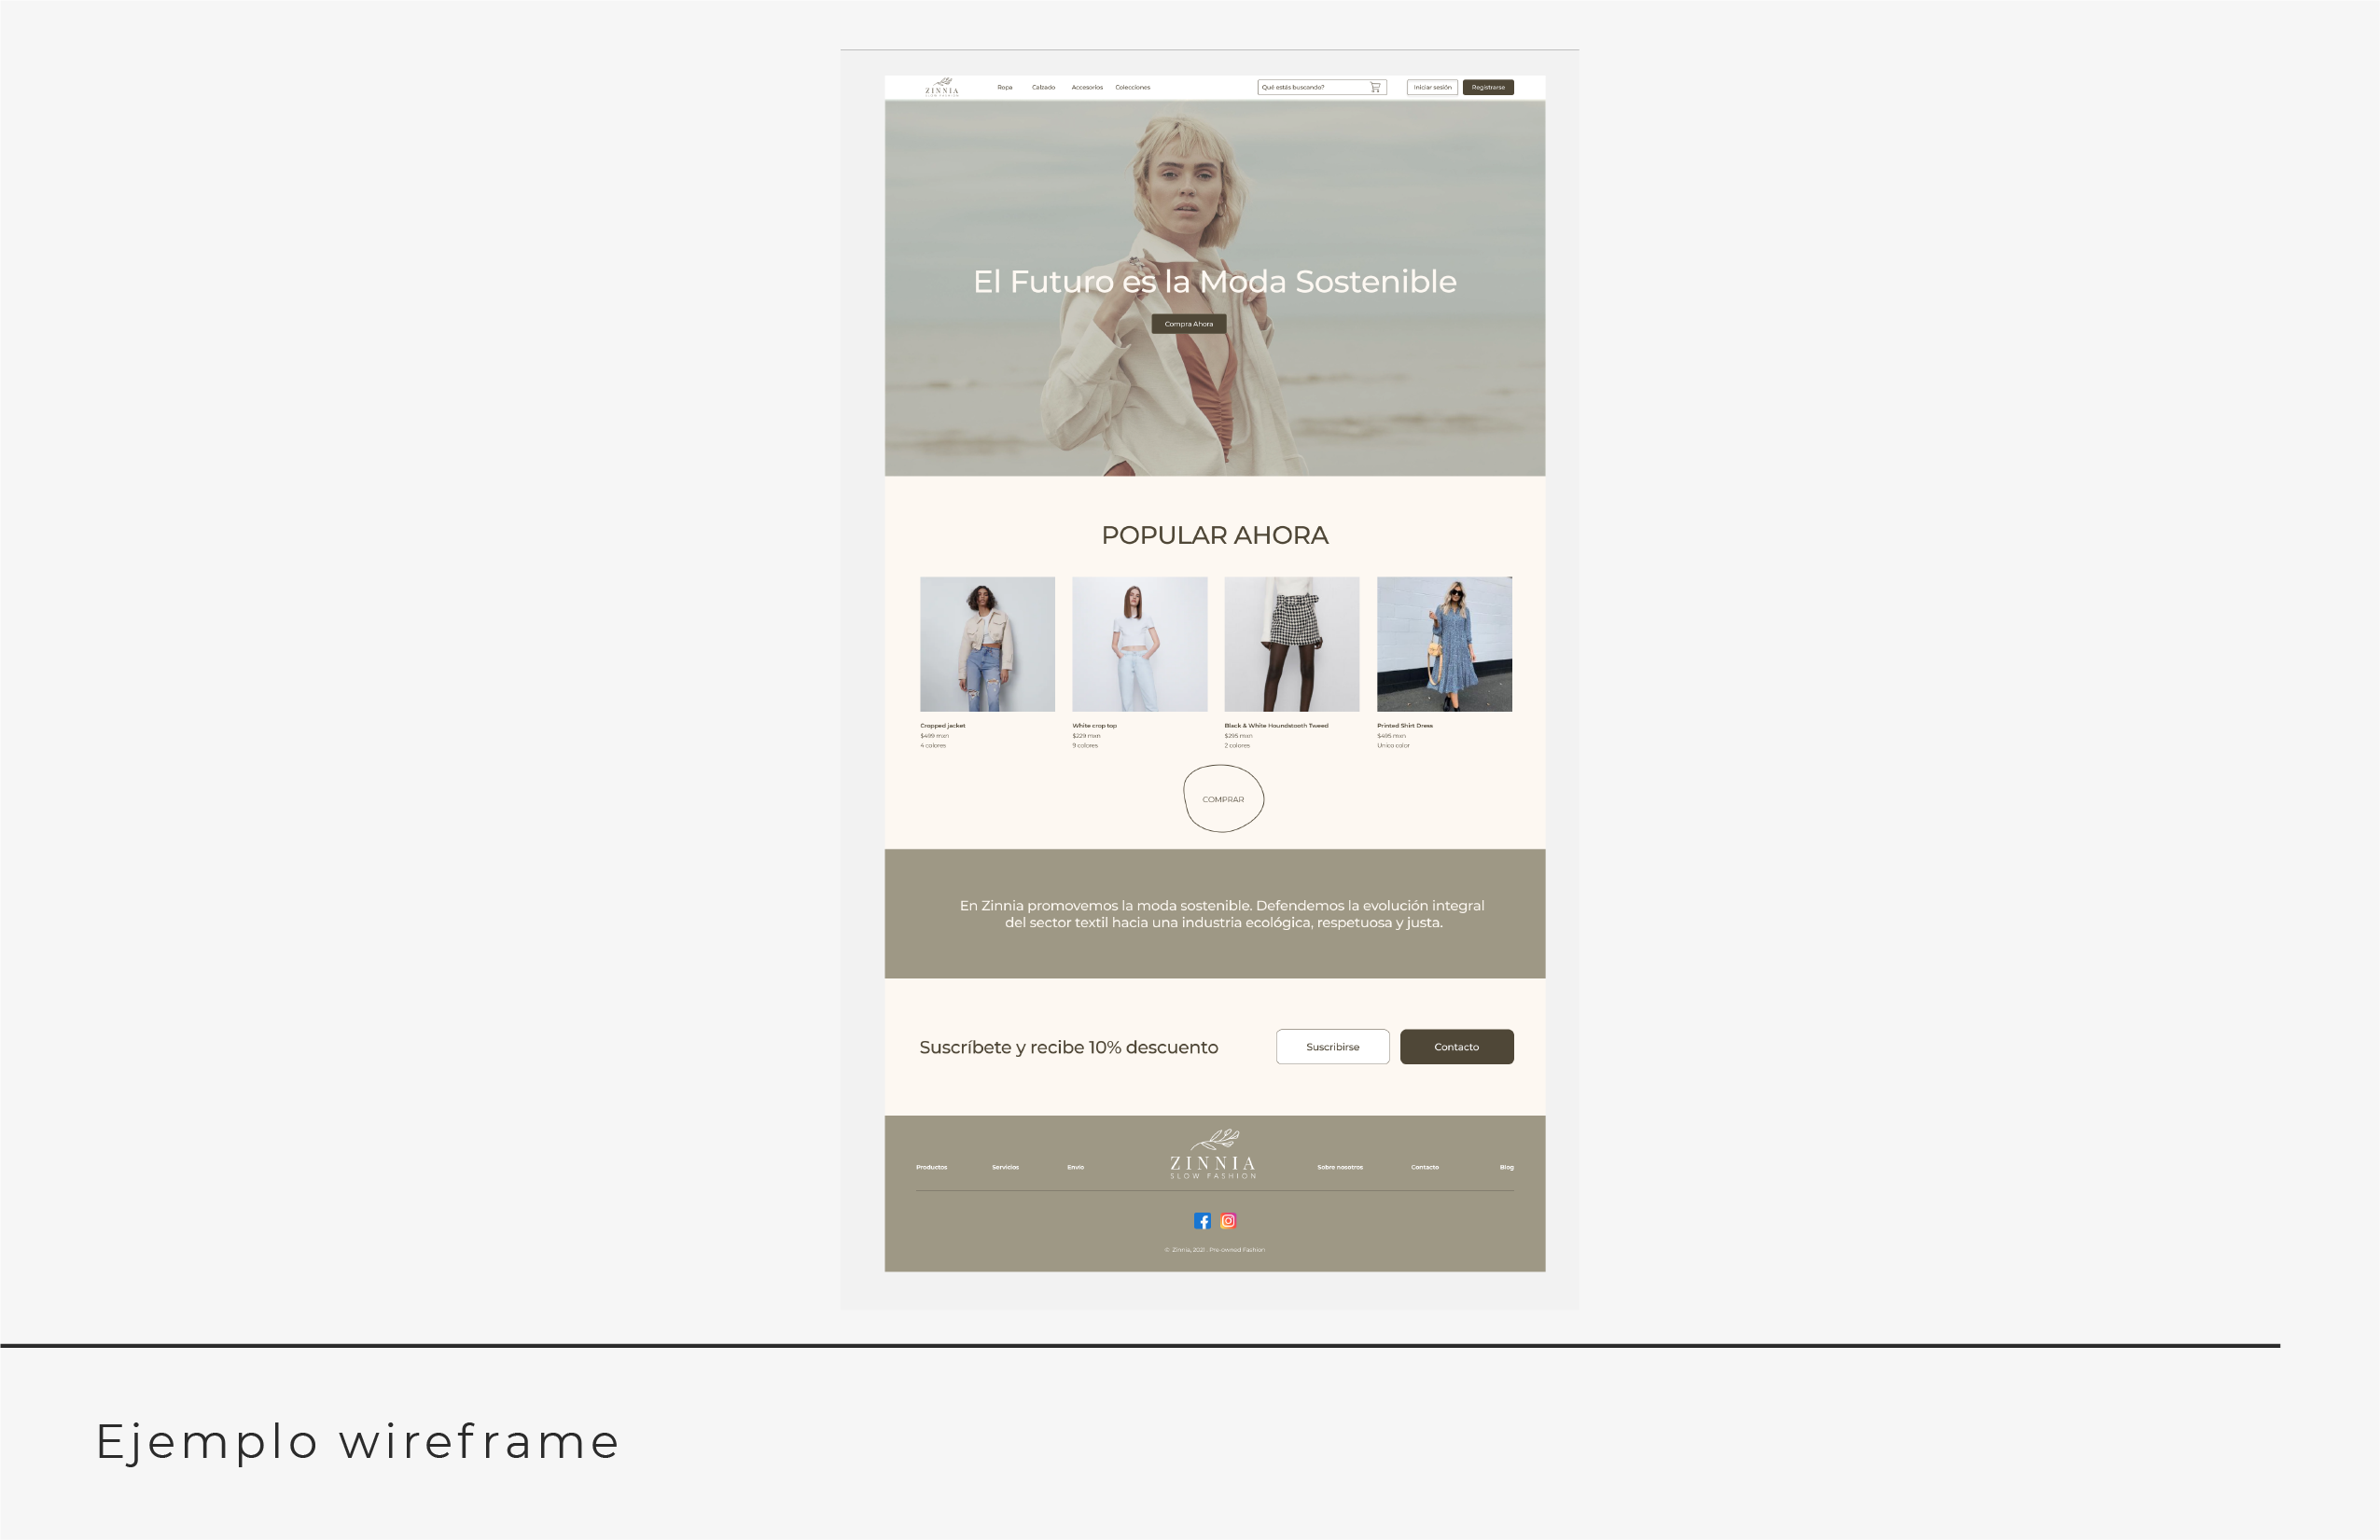 ZINNIA
SLOW FASHION
Ropa Calzado Accesorios Colecciones
Qué estás buscando?
Iniciar sesión Registrarse
El Futuro es la Moda Sostenible
Compra Ahora
POPULAR AHORA
Cropped jacket
$499 mxn
4 colores
White crop top
$229 mxn
9 colores
Black & White Houndstooth Tweed
$295 mxn
2 colores
Printed Shirt Dress
$495 mxn
Unico color
COMPRAR
En Zinnia promovemos la moda sostenible. Defendemos la evolución integral
del sector textil hacia una industria ecológica, respetuosa y justa.
Suscríbete y recibe 10% descuento
Suscribirse Contacto
Productos Servicios Envío
ZINNIA
SLOW FASHION
Sobre nosotros Contacto Blog
© Zinnia, 2021. Pre-owned Fashion
Ejemplo wireframe